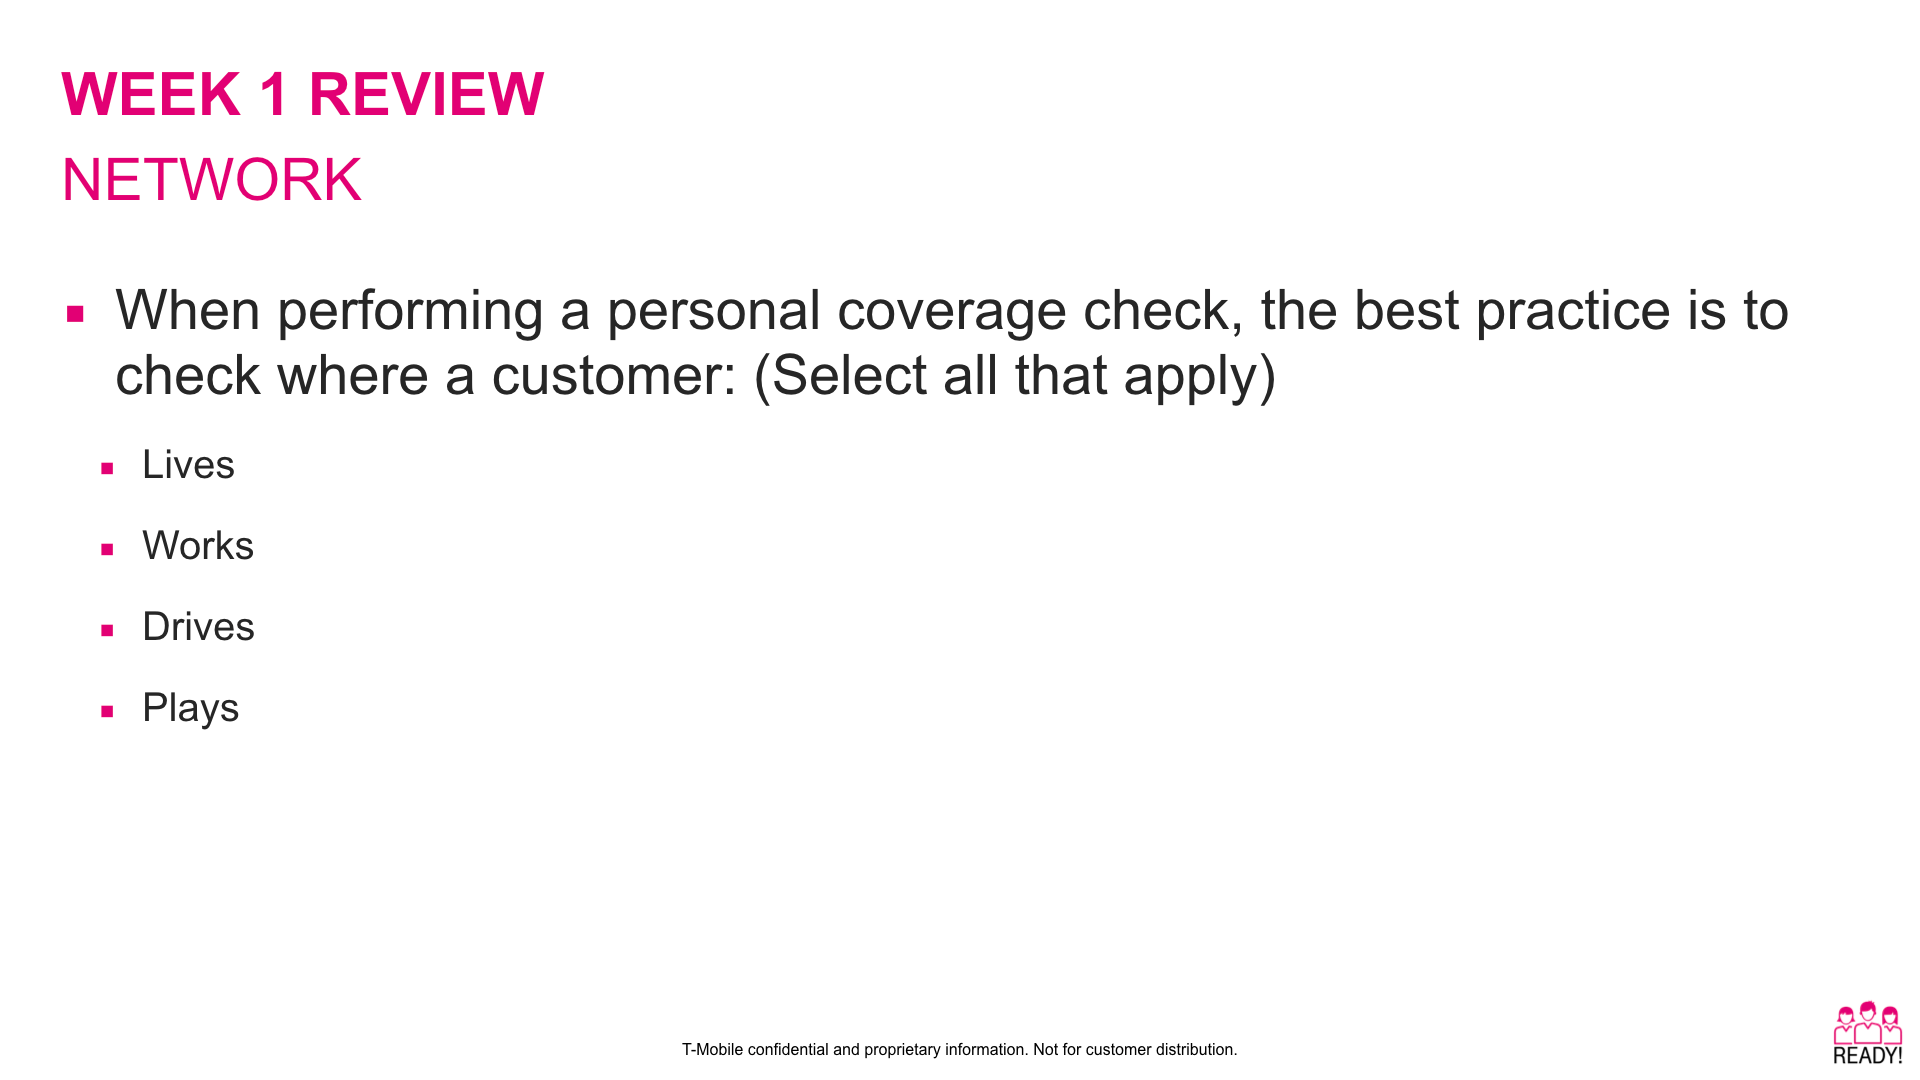 WEEK 1 REVIEW
NETWORK
When performing a personal coverage check, the best practice is to
check where a customer: (Select all that apply)
Lives
Works
Drives
Plays
T-Mobile confidential and proprietary information. Not for customer distribution.
READY!